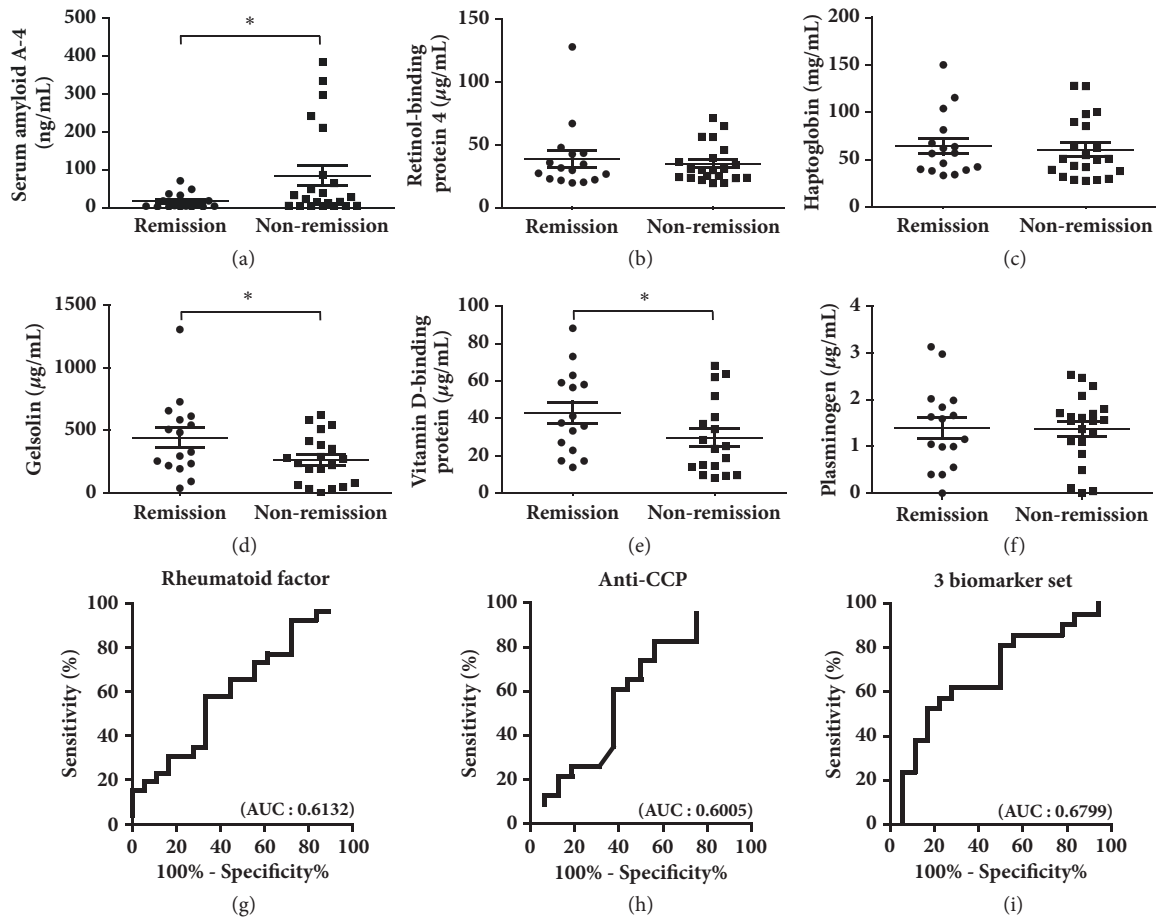 500
400
300
200
100
0
Serum amyloid A-4
(ng/mL)
*
Remission
Non-remission
(a)
150
100
50
0
Retinol-binding
protein 4 (μg/mL)
Remission
Non-remission
(b)
200
150
100
50
0
Haptoglobin (mg/mL)
Remission
Non-remission
(c)
1500
1000
500
0
Gelsolin (μg/mL)
*
Remission
Non-remission
(d)
100
80
60
40
20
0
Vitamin D-binding
protein (μg/mL)
*
Remission
Non-remission
(e)
4
3
2
1
0
Plasminogen (μg/mL)
Remission
Non-remission
(f)
Rheumatoid factor
100
80
60
40
20
0
Sensitivity (%)
(AUC : 0.6132)
0 20 40 60 80 100
100% - Specificity%
(g)
Anti-CCP
100
80
60
40
20
0
Sensitivity (%)
(AUC : 0.6005)
0 20 40 60 80 100
100% - Specificity%
(h)
3 biomarker set
100
80
60
40
20
0
Sensitivity (%)
(AUC : 0.6799)
0 20 40 60 80 100
100% - Specificity%
(i)